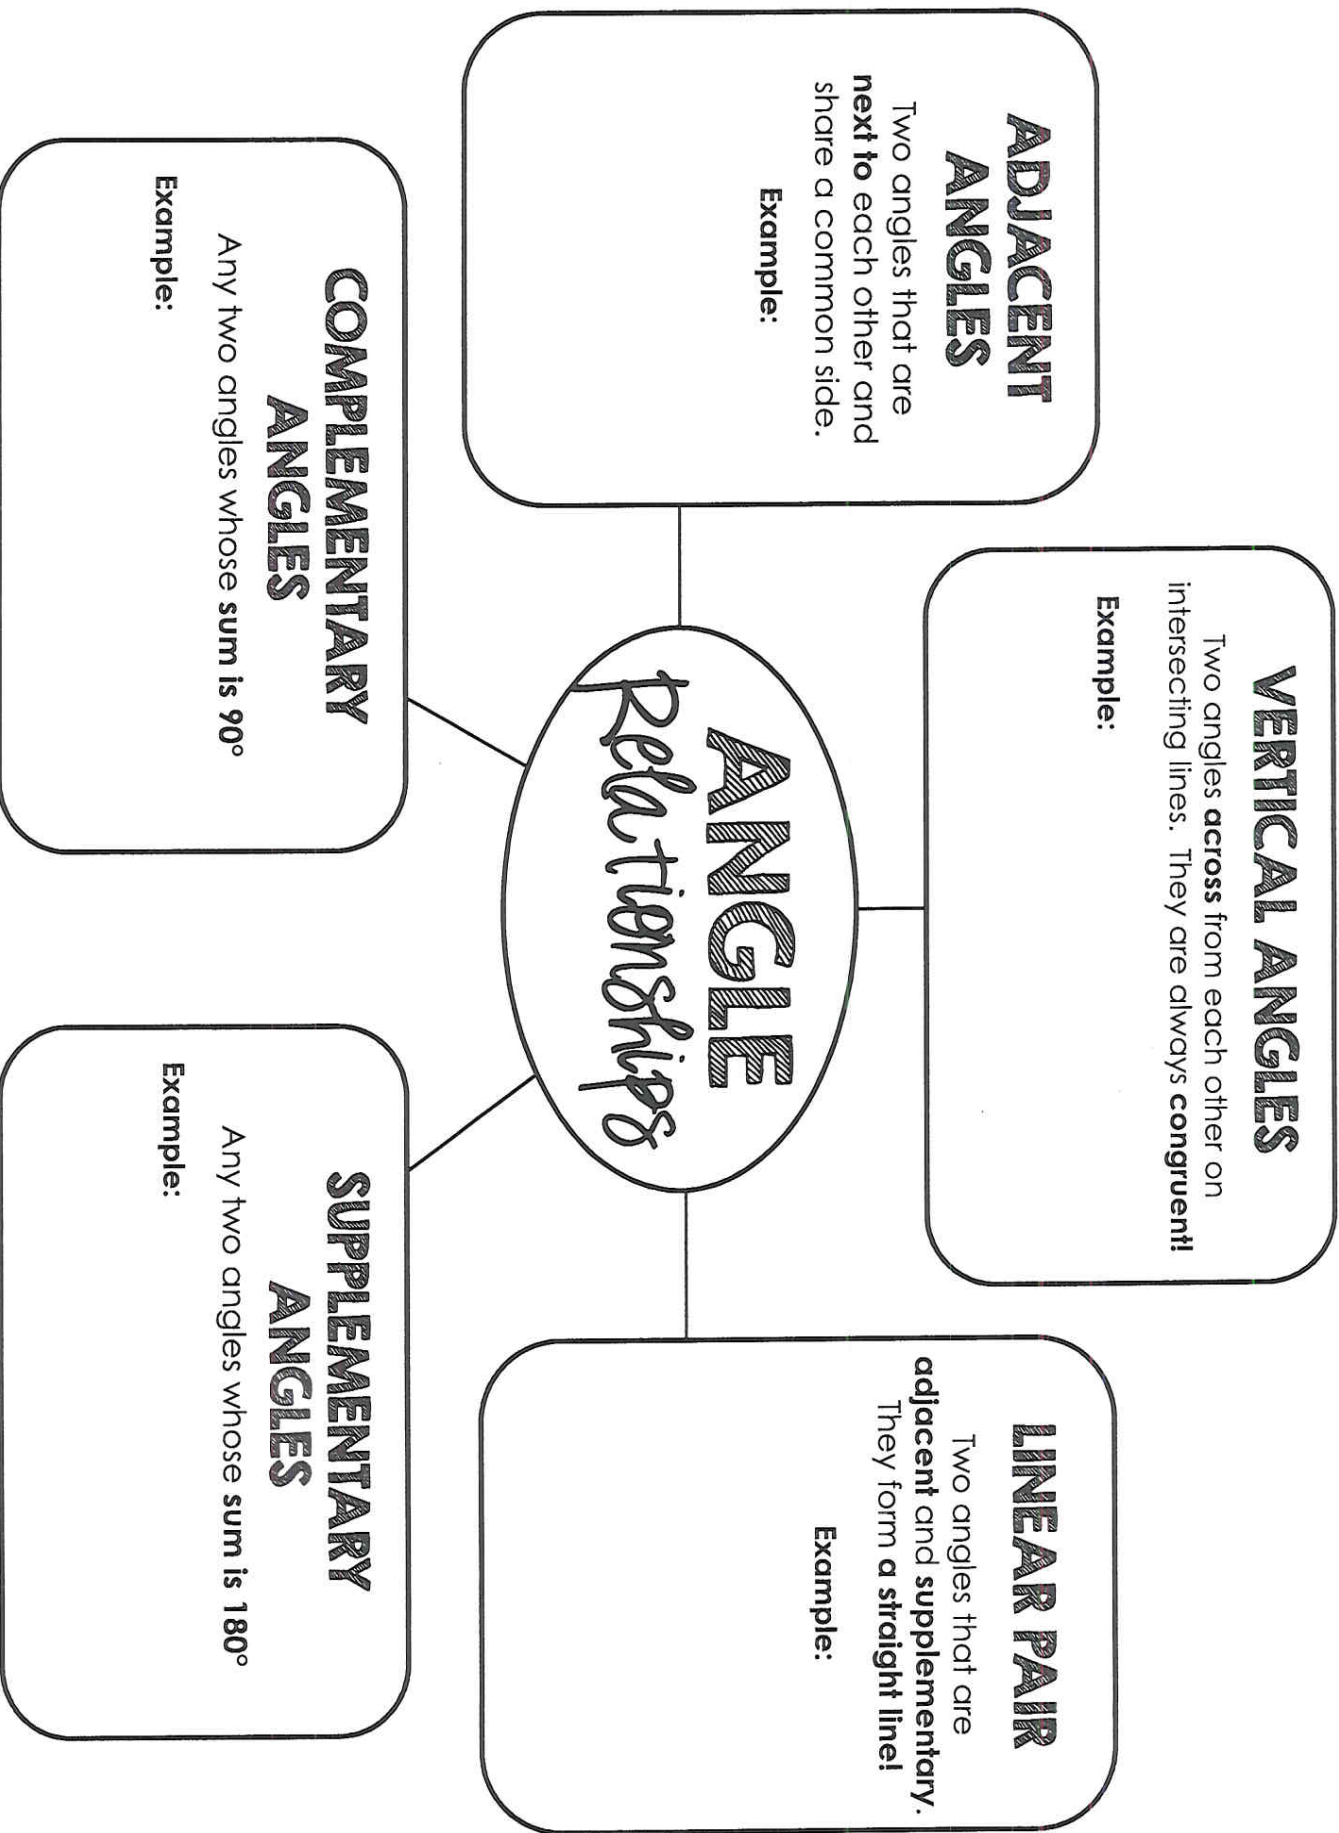 VERTICAL ANGLES
Two angles across from each other on
intersecting lines. They are always congruent!
Example:
ADJACENT
ANGLES
Two angles that are
next to each other and
share a common side.
Example:
ANGLE
Relationships
LINEAR PAIR
Two angles that are
adjacent and supplementary.
They form a straight line!
Example:
COMPLEMENTARY
ANGLES
Any two angles whose sum is 90°
Example:
SUPPLEMENTARY
ANGLES
Any two angles whose sum is 180°
Example: